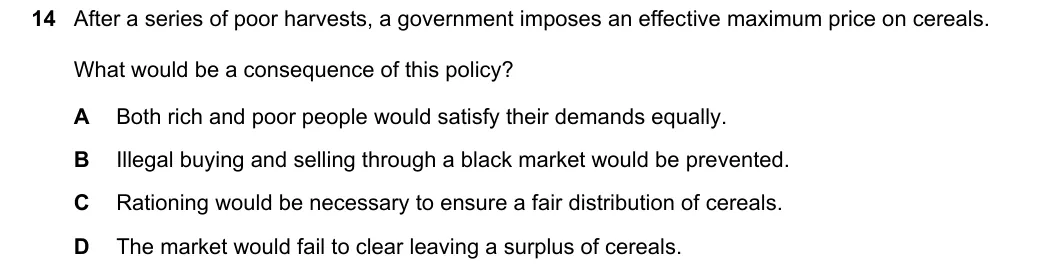 14 After a series of poor harvests, a government imposes an effective maximum price on cereals.
What would be a consequence of this policy?
A Both rich and poor people would satisfy their demands equally.
B Illegal buying and selling through a black market would be prevented.
C Rationing would be necessary to ensure a fair distribution of cereals.
D The market would fail to clear leaving a surplus of cereals.